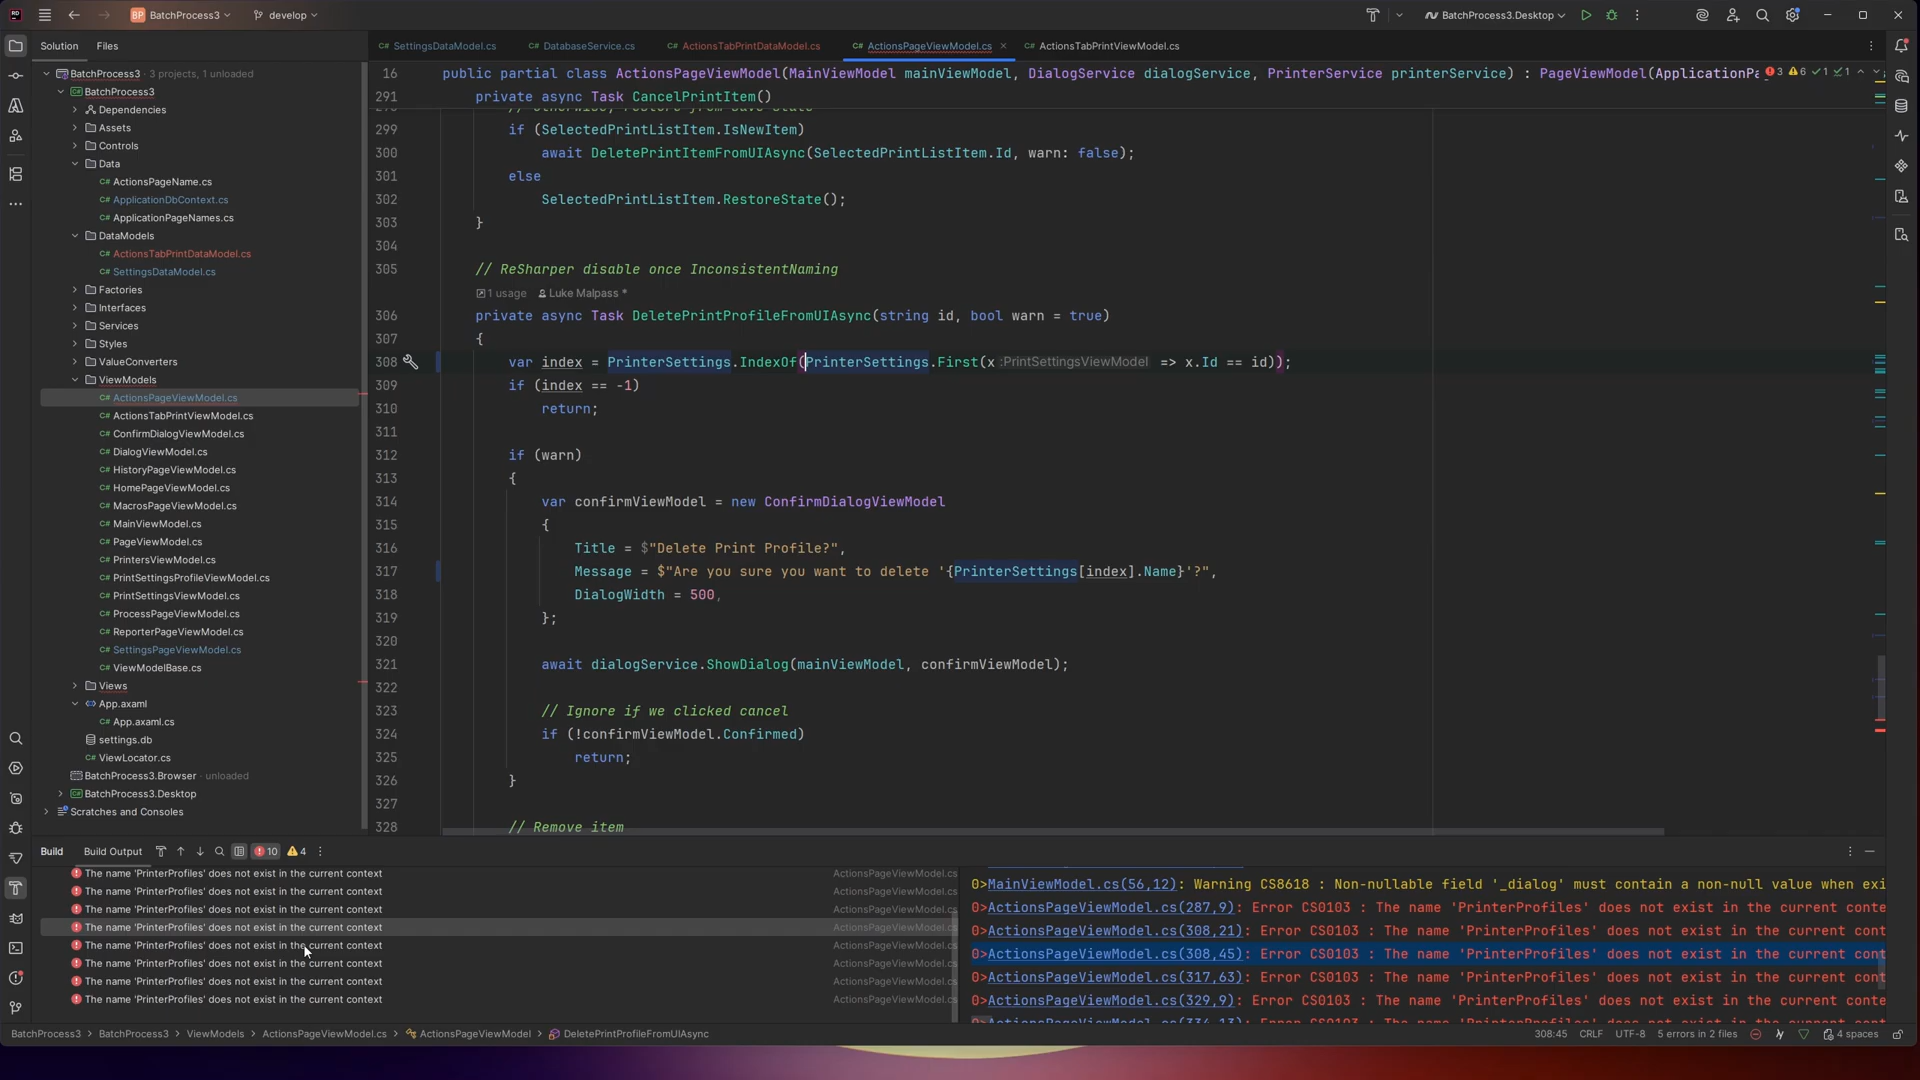 BP BatchProcess3 develop BatchProcess3.Desktop
Solution Files
SettingsDataModel.cs DatabaseService.cs ActionsTabPrintDataModel.cs ActionsPageViewModel.cs ActionsTabPrintViewModel.cs
BatchProcess3 3 projects, 1 unloaded
BatchProcess3
Dependencies
Assets
Controls
Data
ActionsPageName.cs
ApplicationDbContext.cs
ApplicationPageNames.cs
DataModels
ActionsTabPrintDataModel.cs
SettingsDataModel.cs
Factories
Interfaces
Services
Styles
ValueConverters
ViewModels
ActionsPageViewModel.cs
ActionsTabPrintViewModel.cs
ConfirmDialogViewModel.cs
DialogViewModel.cs
HistoryPageViewModel.cs
HomePageViewModel.cs
MacrosPageViewModel.cs
MainViewModel.cs
PageViewModel.cs
PrintersViewModel.cs
PrintSettingsProfileViewModel.cs
PrintSettingsViewModel.cs
ProcessPageViewModel.cs
ReporterPageViewModel.cs
SettingsPageViewModel.cs
ViewModelBase.cs
Views
App.axaml
App.axaml.cs
settings.db
ViewLocator.cs
BatchProcess3.Browser unloaded
BatchProcess3.Desktop
Scratches and Consoles
16 public partial class ActionsPageViewModel(MainViewModel mainViewModel, DialogService dialogService, PrinterService printerService) : PageViewModel(ApplicationPa 3 6 1 1
291 private async Task CancelPrintItem()
299 if (SelectedPrintListItem.IsNewItem)
300 await DeletePrintItemFromUIAsync(SelectedPrintListItem.Id, warn: false);
301 else
302 SelectedPrintListItem.RestoreState();
303 }
304
305 // ReSharper disable once InconsistentNaming
1 usage Luke Malpass *
306 private async Task DeletePrintProfileFromUIAsync(string id, bool warn = true)
307 {
308 var index = PrinterSettings.IndexOf(PrinterSettings.First(x :PrintSettingsViewModel => x.Id == id));
309 if (index == -1)
310 return;
311
312 if (warn)
313 {
314 var confirmViewModel = new ConfirmDialogViewModel
315 {
316 Title = $"Delete Print Profile?",
317 Message = $"Are you sure you want to delete '{PrinterSettings[index].Name}'?",
318 DialogWidth = 500,
319 };
320
321 await dialogService.ShowDialog(mainViewModel, confirmViewModel);
322
323 // Ignore if we clicked cancel
324 if (!confirmViewModel.Confirmed)
325 return;
326 }
327
328 // Remove item
Build Build Output 10 4
The name 'PrinterProfiles' does not exist in the current context ActionsPageViewModel.cs
The name 'PrinterProfiles' does not exist in the current context ActionsPageViewModel.cs
The name 'PrinterProfiles' does not exist in the current context ActionsPageViewModel.cs
The name 'PrinterProfiles' does not exist in the current context ActionsPageViewModel.cs
The name 'PrinterProfiles' does not exist in the current context ActionsPageViewModel.cs
The name 'PrinterProfiles' does not exist in the current context ActionsPageViewModel.cs
The name 'PrinterProfiles' does not exist in the current context ActionsPageViewModel.cs
The name 'PrinterProfiles' does not exist in the current context ActionsPageViewModel.cs
0>MainViewModel.cs(56,12): Warning CS8618 : Non-nullable field '_dialog' must contain a non-null value when exi
0>ActionsPageViewModel.cs(287,9): Error CS0103 : The name 'PrinterProfiles' does not exist in the current conte
0>ActionsPageViewModel.cs(308,21): Error CS0103 : The name 'PrinterProfiles' does not exist in the current cont
0>ActionsPageViewModel.cs(308,45): Error CS0103 : The name 'PrinterProfiles' does not exist in the current cont
0>ActionsPageViewModel.cs(317,63): Error CS0103 : The name 'PrinterProfiles' does not exist in the current cont
0>ActionsPageViewModel.cs(329,9): Error CS0103 : The name 'PrinterProfiles' does not exist in the current conte
BatchProcess3 BatchProcess3 ViewModels ActionsPageViewModel.cs ActionsPageViewModel DeletePrintProfileFromUIAsync 308:45 CRLF UTF-8 5 errors in 2 files 4 spaces